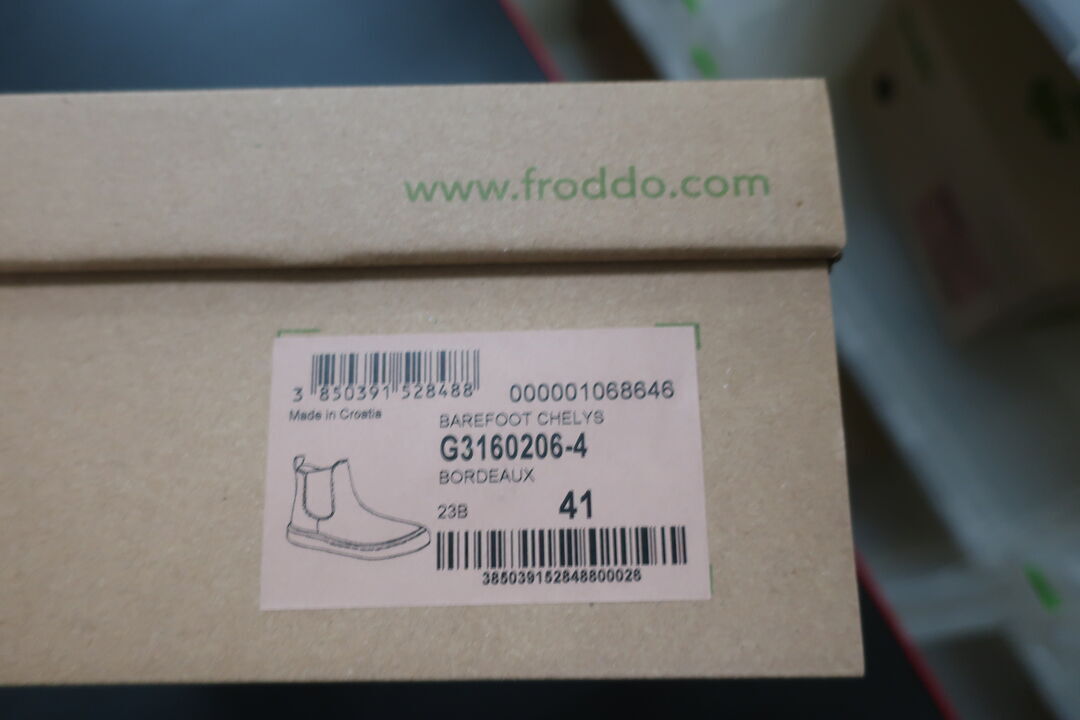 www.froddo.com
3 850391 528488
000001068646
Made in Croatia
BAREFOOT CHELYS
G3160206-4
BORDEAUX
23B
41
385039152848800028